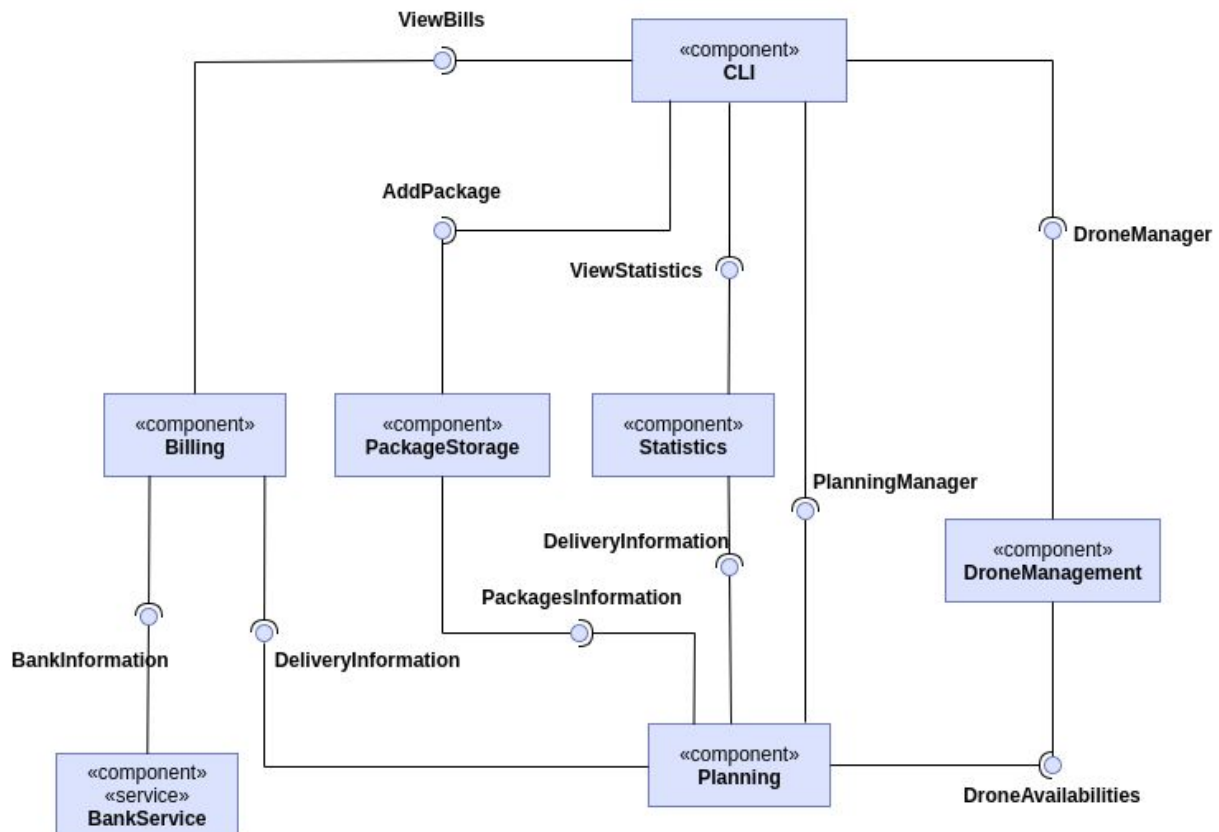 ViewBills
«component»
CLI
AddPackage
DroneManager
ViewStatistics
«component»
Billing
«component»
PackageStorage
«component»
Statistics
PlanningManager
DeliveryInformation
«component»
DroneManagement
PackagesInformation
BankInformation
DeliveryInformation
«component»
Planning
«component»
«service»
BankService
DroneAvailabilities